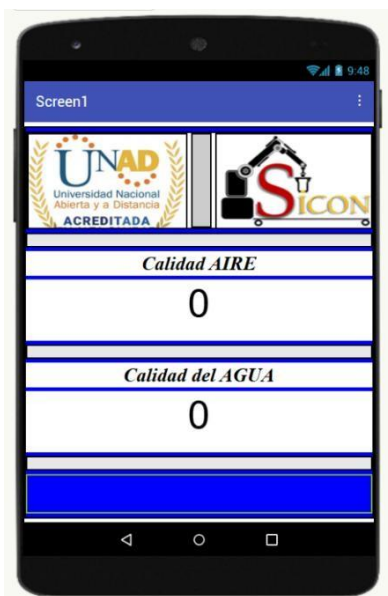 9:48
Screen1
UNAD
Universidad Nacional
Abierta y a Distancia
ACREDITADA
SICON
Calidad AIRE
0
Calidad del AGUA
0